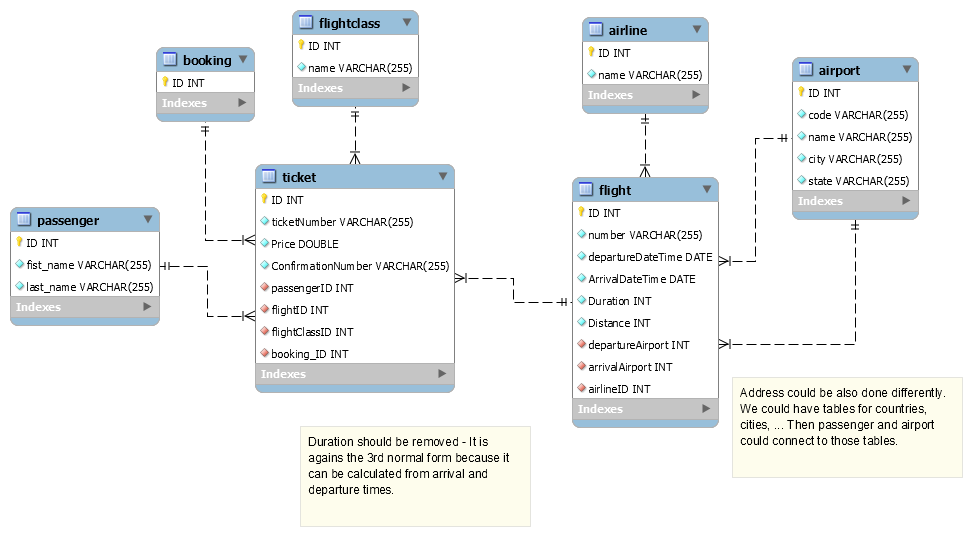 flightclass
ID INT
name VARCHAR(255)
Indexes
airline
ID INT
name VARCHAR(255)
Indexes
booking
ID INT
Indexes
airport
ID INT
code VARCHAR(255)
name VARCHAR(255)
city VARCHAR(255)
state VARCHAR(255)
Indexes
ticket
ID INT
ticketNumber VARCHAR(255)
Price DOUBLE
ConfirmationNumber VARCHAR(255)
passengerID INT
flightID INT
flightClassID INT
booking_ID INT
Indexes
flight
ID INT
number VARCHAR(255)
departureDateTime DATE
ArrivalDateTime DATE
Duration INT
Distance INT
departureAirport INT
arrivalAirport INT
airlineID INT
Indexes
passenger
ID INT
fist_name VARCHAR(255)
last_name VARCHAR(255)
Indexes
Address could be also done differently.
We could have tables for countries,
cities, ... Then passenger and airport
could connect to those tables.
Duration should be removed - It is
agains the 3rd normal form because it
can be calculated from arrival and
departure times.